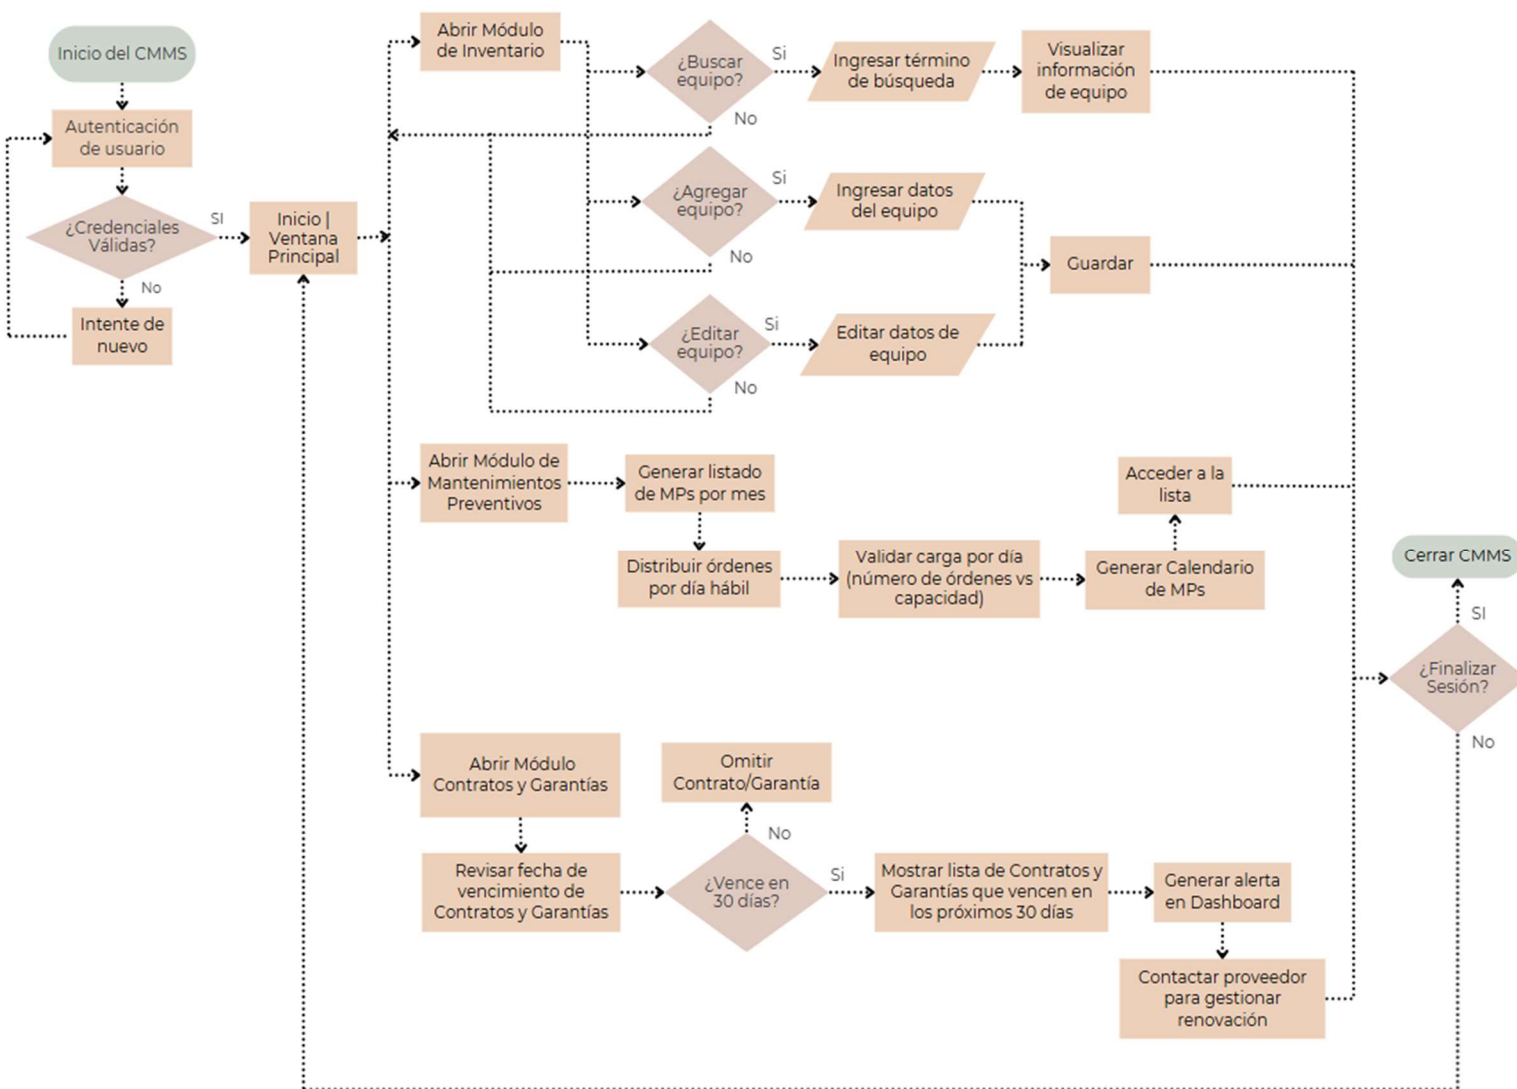 Inicio del CMMS
Autenticación
de usuario
¿Credenciales
Válidas?
SI
No
Intente de
nuevo
Inicio |
Ventana
Principal
Abrir Módulo
de Inventario
¿Buscar
equipo?
Si
No
Ingresar término
de búsqueda
Visualizar
información
de equipo
¿Agregar
equipo?
Si
No
Ingresar datos
del equipo
Guardar
¿Editar
equipo?
Si
No
Editar datos de
equipo
Abrir Módulo de
Mantenimientos
Preventivos
Generar listado
de MPs por mes
Distribuir órdenes
por día hábil
Validar carga por día
(número de órdenes vs
capacidad)
Generar Calendario
de MPs
Acceder a la
lista
Abrir Módulo
Contratos y Garantías
Revisar fecha de
vencimiento de
Contratos y Garantías
¿Vence en
30 días?
No
Omitir
Contrato/Garantía
Si
Mostrar lista de Contratos y
Garantías que vencen en
los próximos 30 días
Generar alerta
en Dashboard
Contactar proveedor
para gestionar
renovación
¿Finalizar
Sesión?
SI
No
Cerrar CMMS